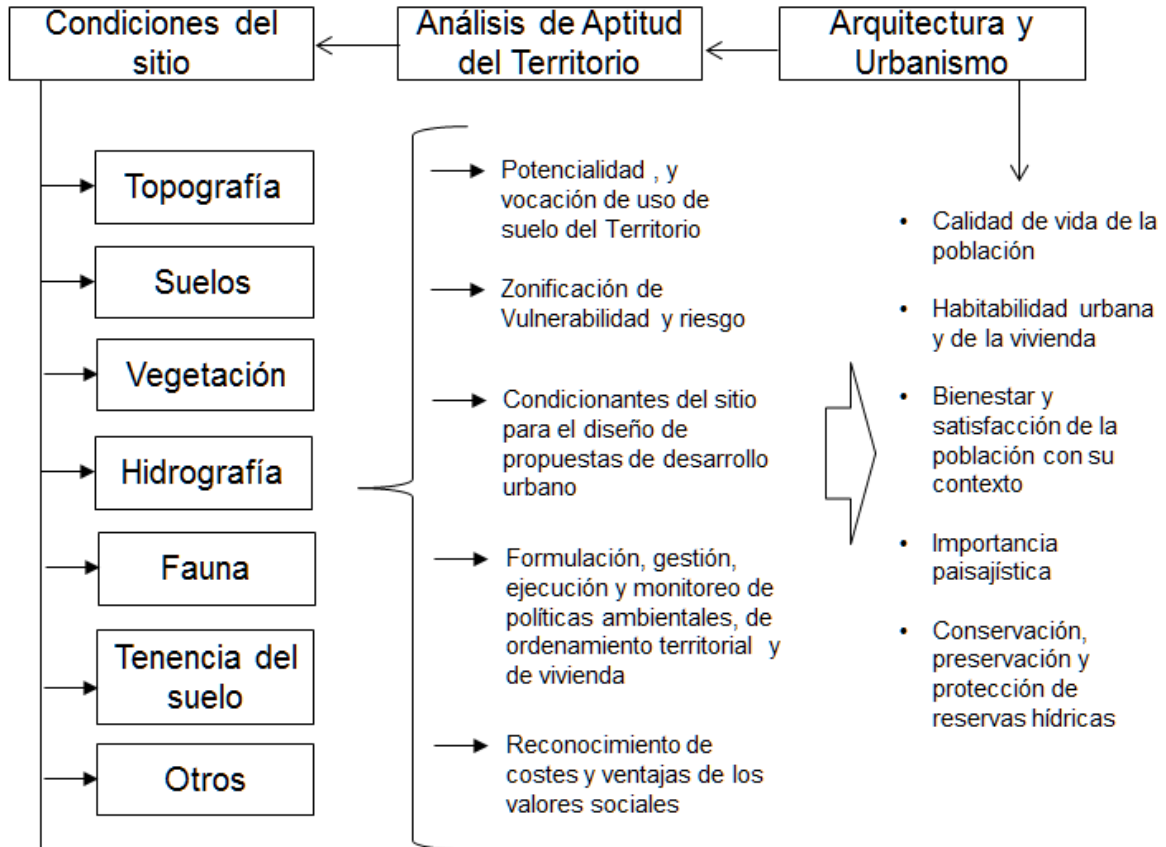 Condiciones del
sitio
Análisis de Aptitud
del Territorio
Arquitectura y
Urbanismo
Topografía
Suelos
Vegetación
Hidrografía
Fauna
Tenencia del
suelo
Otros
Potencialidad , y
vocación de uso de
suelo del Territorio
Zonificación de
Vulnerabilidad y riesgo
Condicionantes del sitio
para el diseño de
propuestas de desarrollo
urbano
Formulación, gestión,
ejecución y monitoreo de
políticas ambientales, de
ordenamiento territorial y
de vivienda
Reconocimiento de
costes y ventajas de los
valores sociales
• Calidad de vida de la
población
• Habitabilidad urbana
y de la vivienda
• Bienestar y
satisfacción de la
población con su
contexto
• Importancia
paisajística
• Conservación,
preservación y
protección de
reservas hídricas